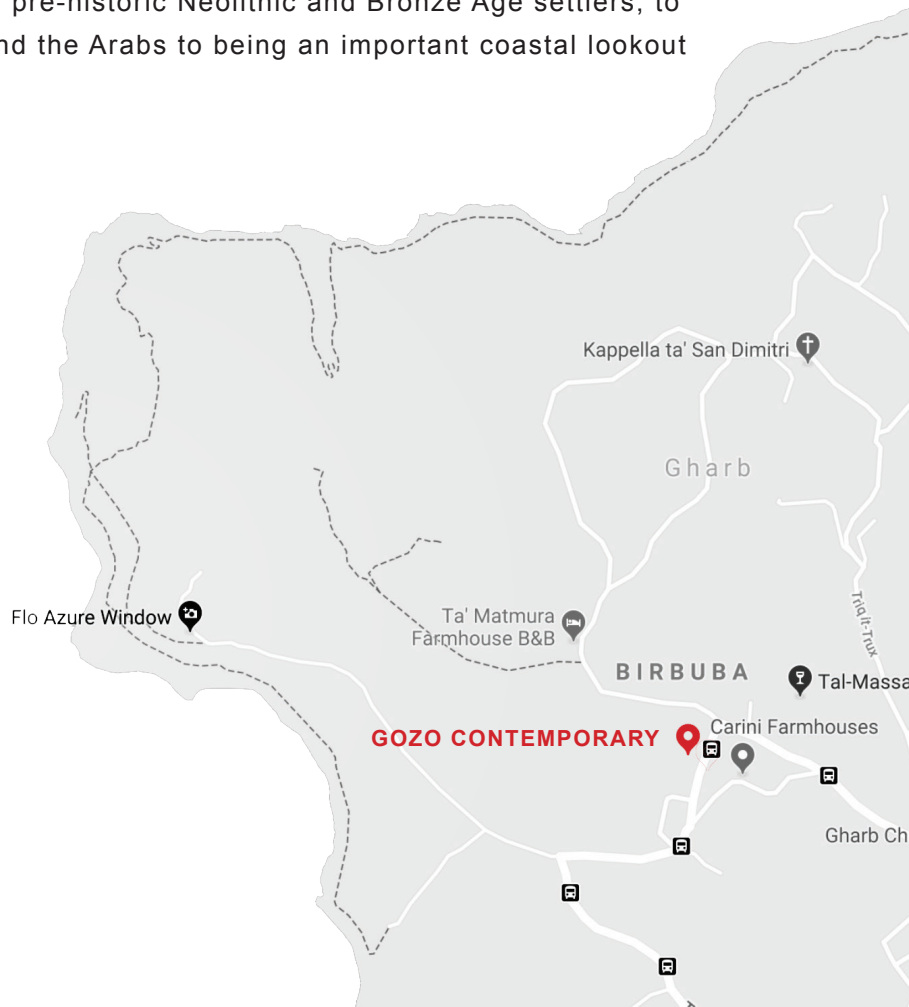 pre-historic Neolithic and Bronze Age settlers, to
nd the Arabs to being an important coastal lookout
Kappella ta' San Dimitri
Gharb
Triq It-Trux
Flo Azure Window
Ta' Matmura
Farmhouse B&B
BIRBUBA
Tal-Massa
GOZO CONTEMPORARY
Carini Farmhouses
Gharb Ch